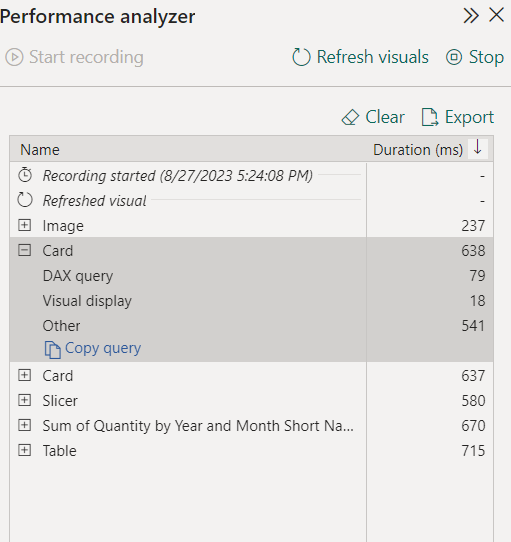 Performance analyzer
Start recording Refresh visuals Stop
Clear Export
Name Duration (ms)
Recording started (8/27/2023 5:24:08 PM) -
Refreshed visual -
Image 237
Card 638
DAX query 79
Visual display 18
Other 541
Copy query
Card 637
Slicer 580
Sum of Quantity by Year and Month Short Na... 670
Table 715